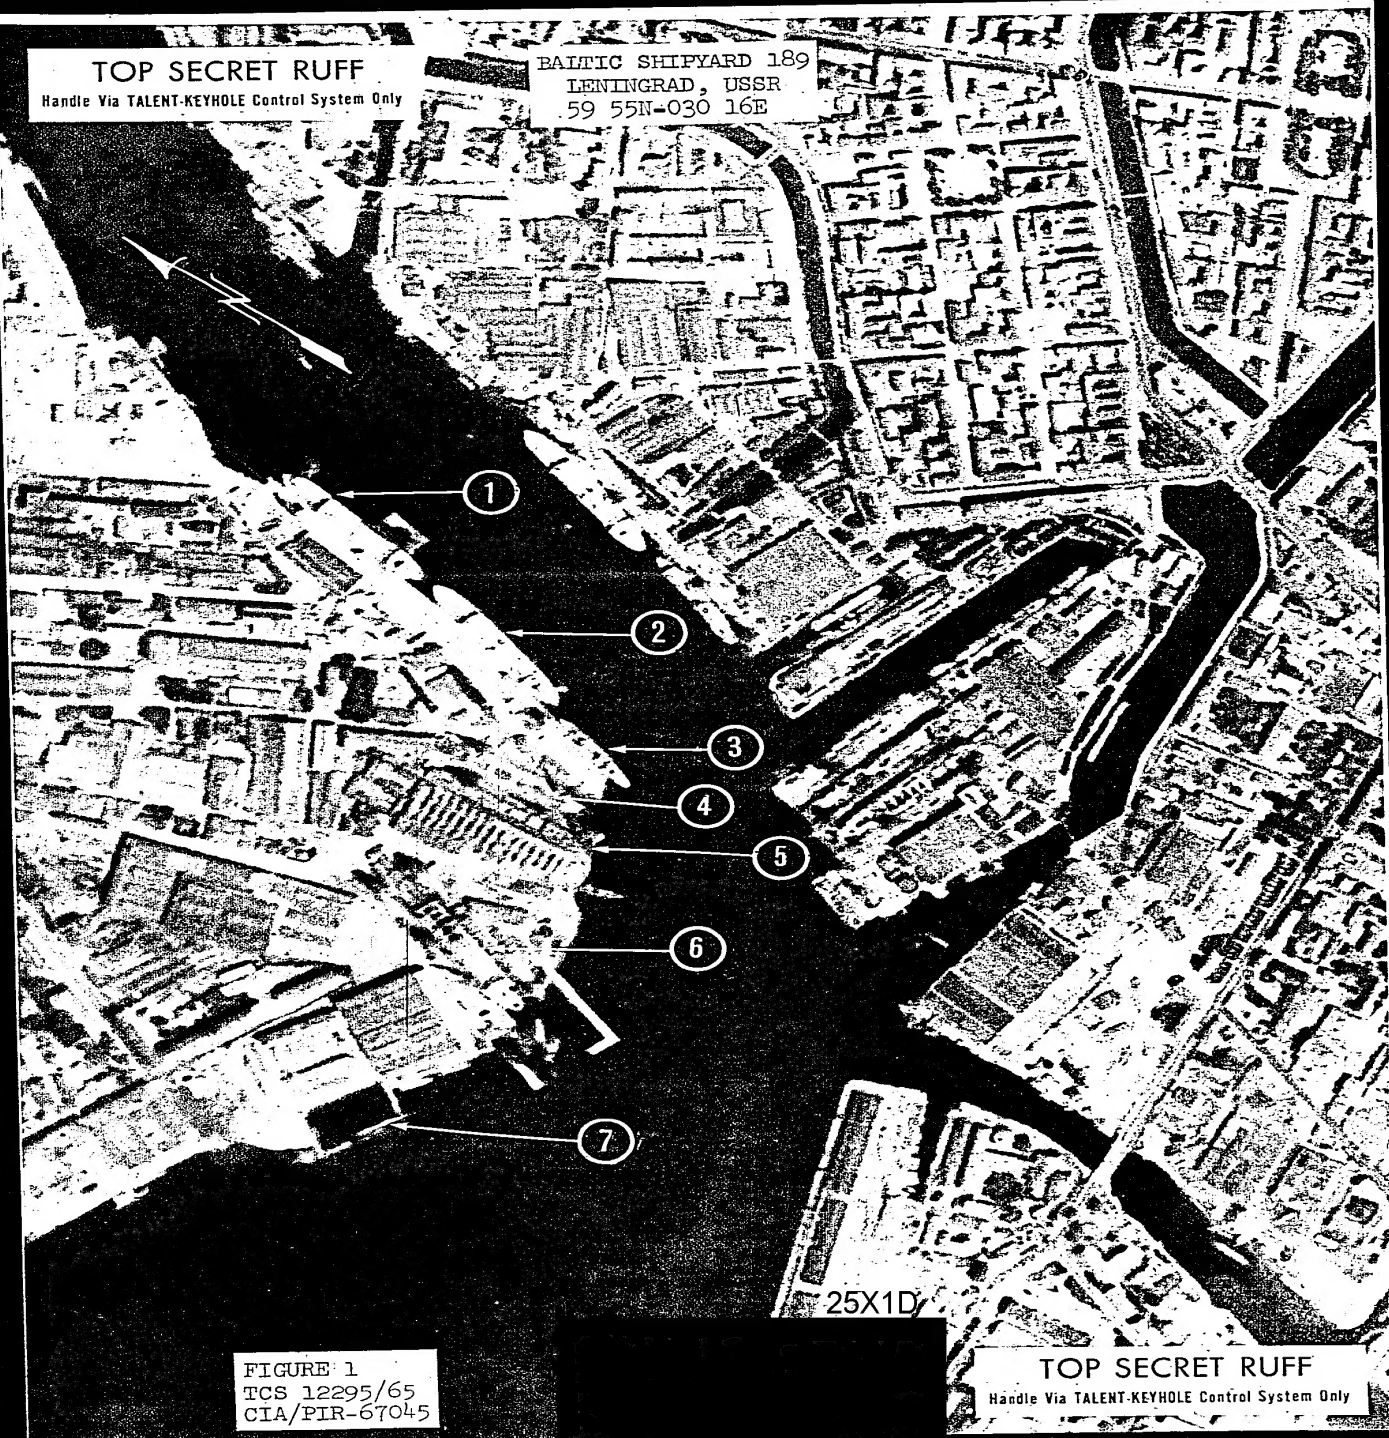 TOP SECRET RUFF
Handle Via TALENT-KEYHOLE Control System Only
BALTIC SHIPYARD 189
LENINGRAD, USSR
59 55N-030 16E
N
1
2
3
4
5
6
7
25X1D
FIGURE 1
TCS 12295/65
CIA/PIR-67045
TOP SECRET RUFF
Handle Via TALENT-KEYHOLE Control System Only